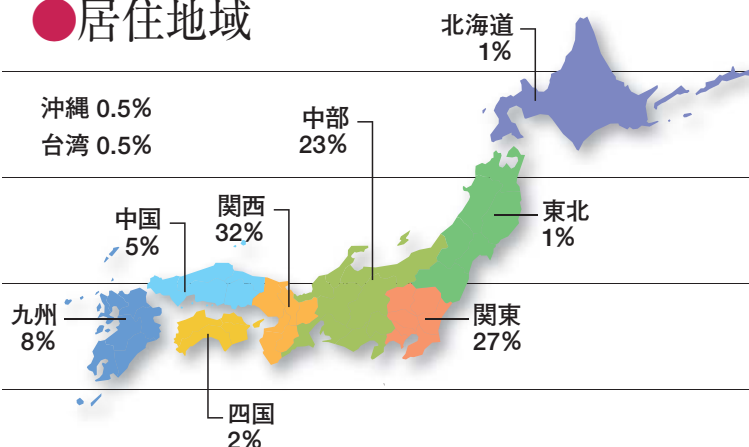 ●居住地域
北海道
1%
沖縄 0.5%
台湾 0.5%
中部
23%
中国
5%
関西
32%
東北
1%
九州
8%
関東
27%
四国
2%